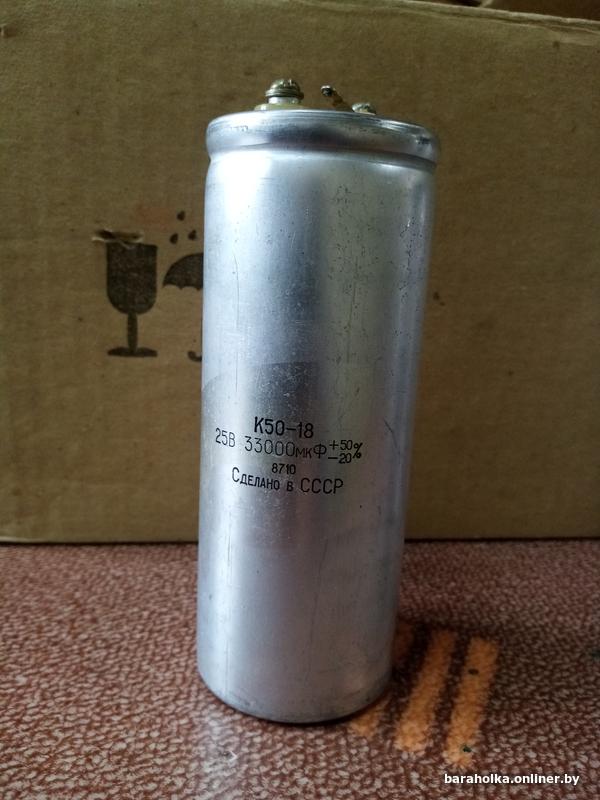 К50-18
25В 33000мкФ +50 -20%
8710
Сделано в СССР
baraholka.onliner.by